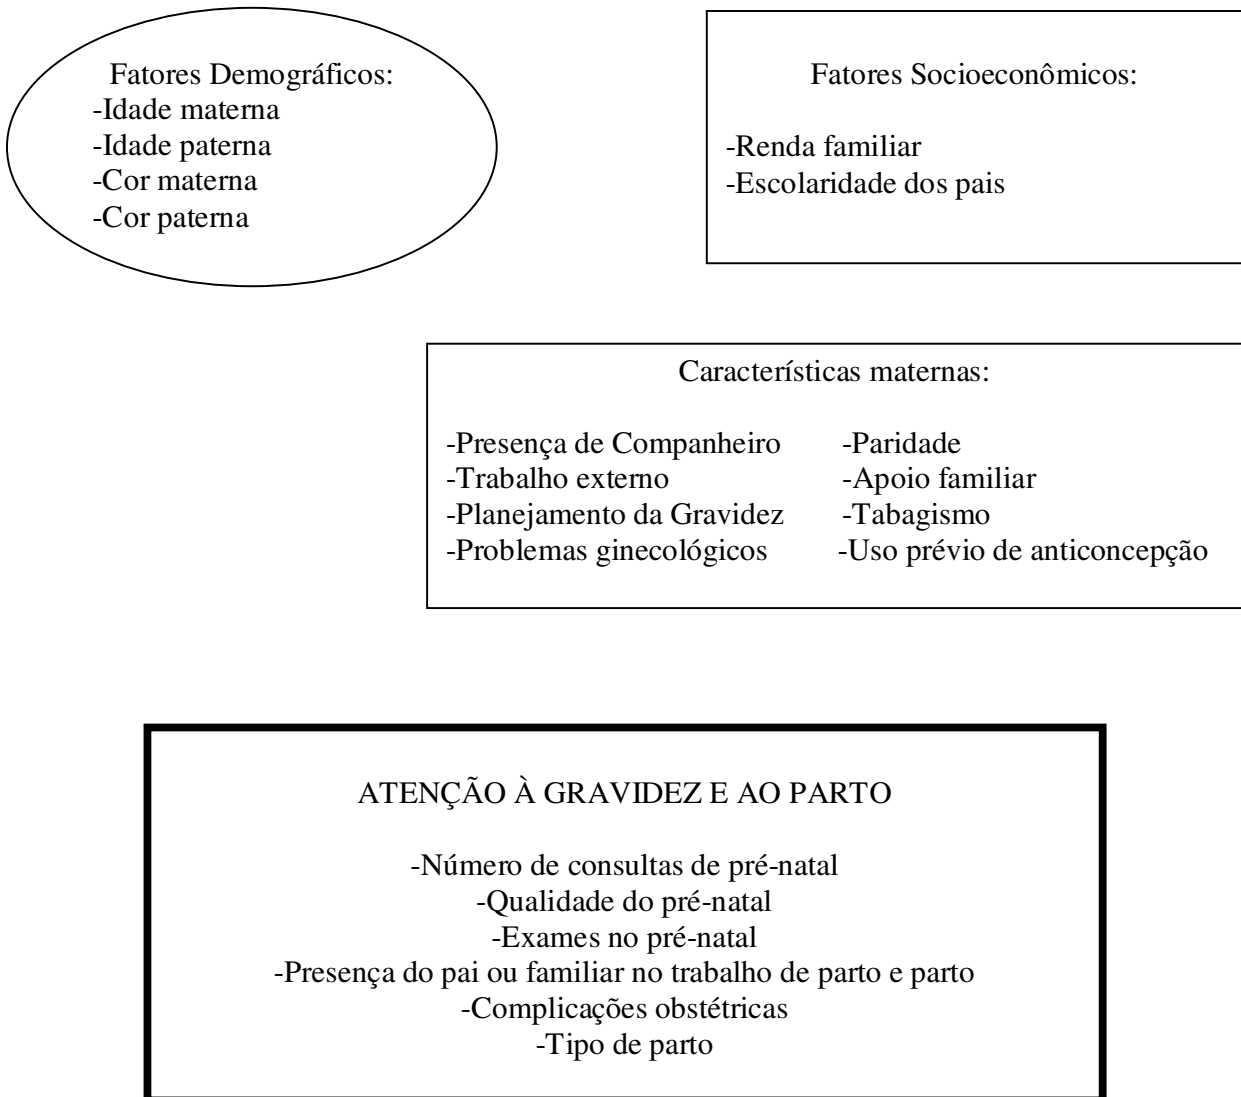 Fatores Demográficos:
-Idade materna
-Idade paterna
-Cor materna
-Cor paterna
Fatores Socioeconômicos:
-Renda familiar
-Escolaridade dos pais
Características maternas:
-Presença de Companheiro -Paridade
-Trabalho externo -Apoio familiar
-Planejamento da Gravidez -Tabagismo
-Problemas ginecológicos -Uso prévio de anticoncepção
ATENÇÃO À GRAVIDEZ E AO PARTO
-Número de consultas de pré-natal
-Qualidade do pré-natal
-Exames no pré-natal
-Presença do pai ou familiar no trabalho de parto e parto
-Complicações obstétricas
-Tipo de parto